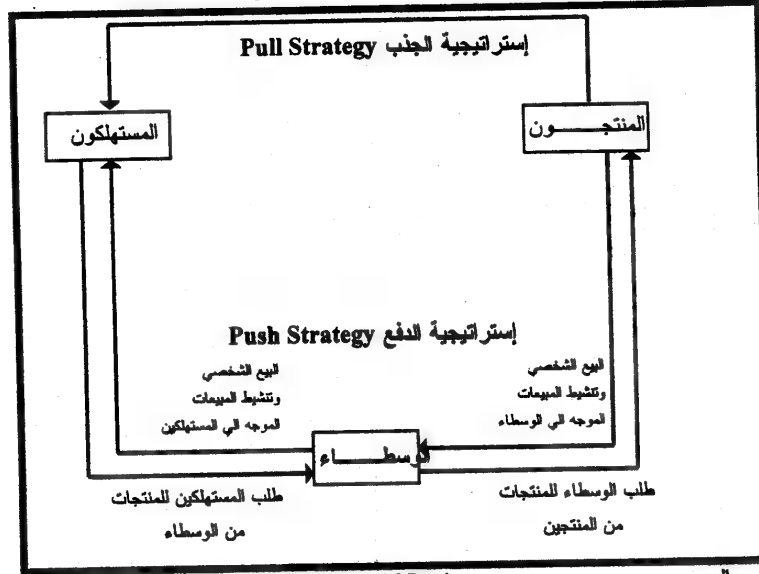 إستراتيجية الجذب Pull Strategy
المنتجـــــون
المستهلكون
إستراتيجية الدفع Push Strategy
البيع الشخصي
وتنشيط المبيعات
الموجه الي الوسطاء
البيع الشخصي
وتنشيط المبيعات
الموجه الي المستهلكين
الوسطـــــاء
طلب الوسطاء للمنتجات
من المنتجين
طلب المستهلكين للمنتجات
من الوسطاء